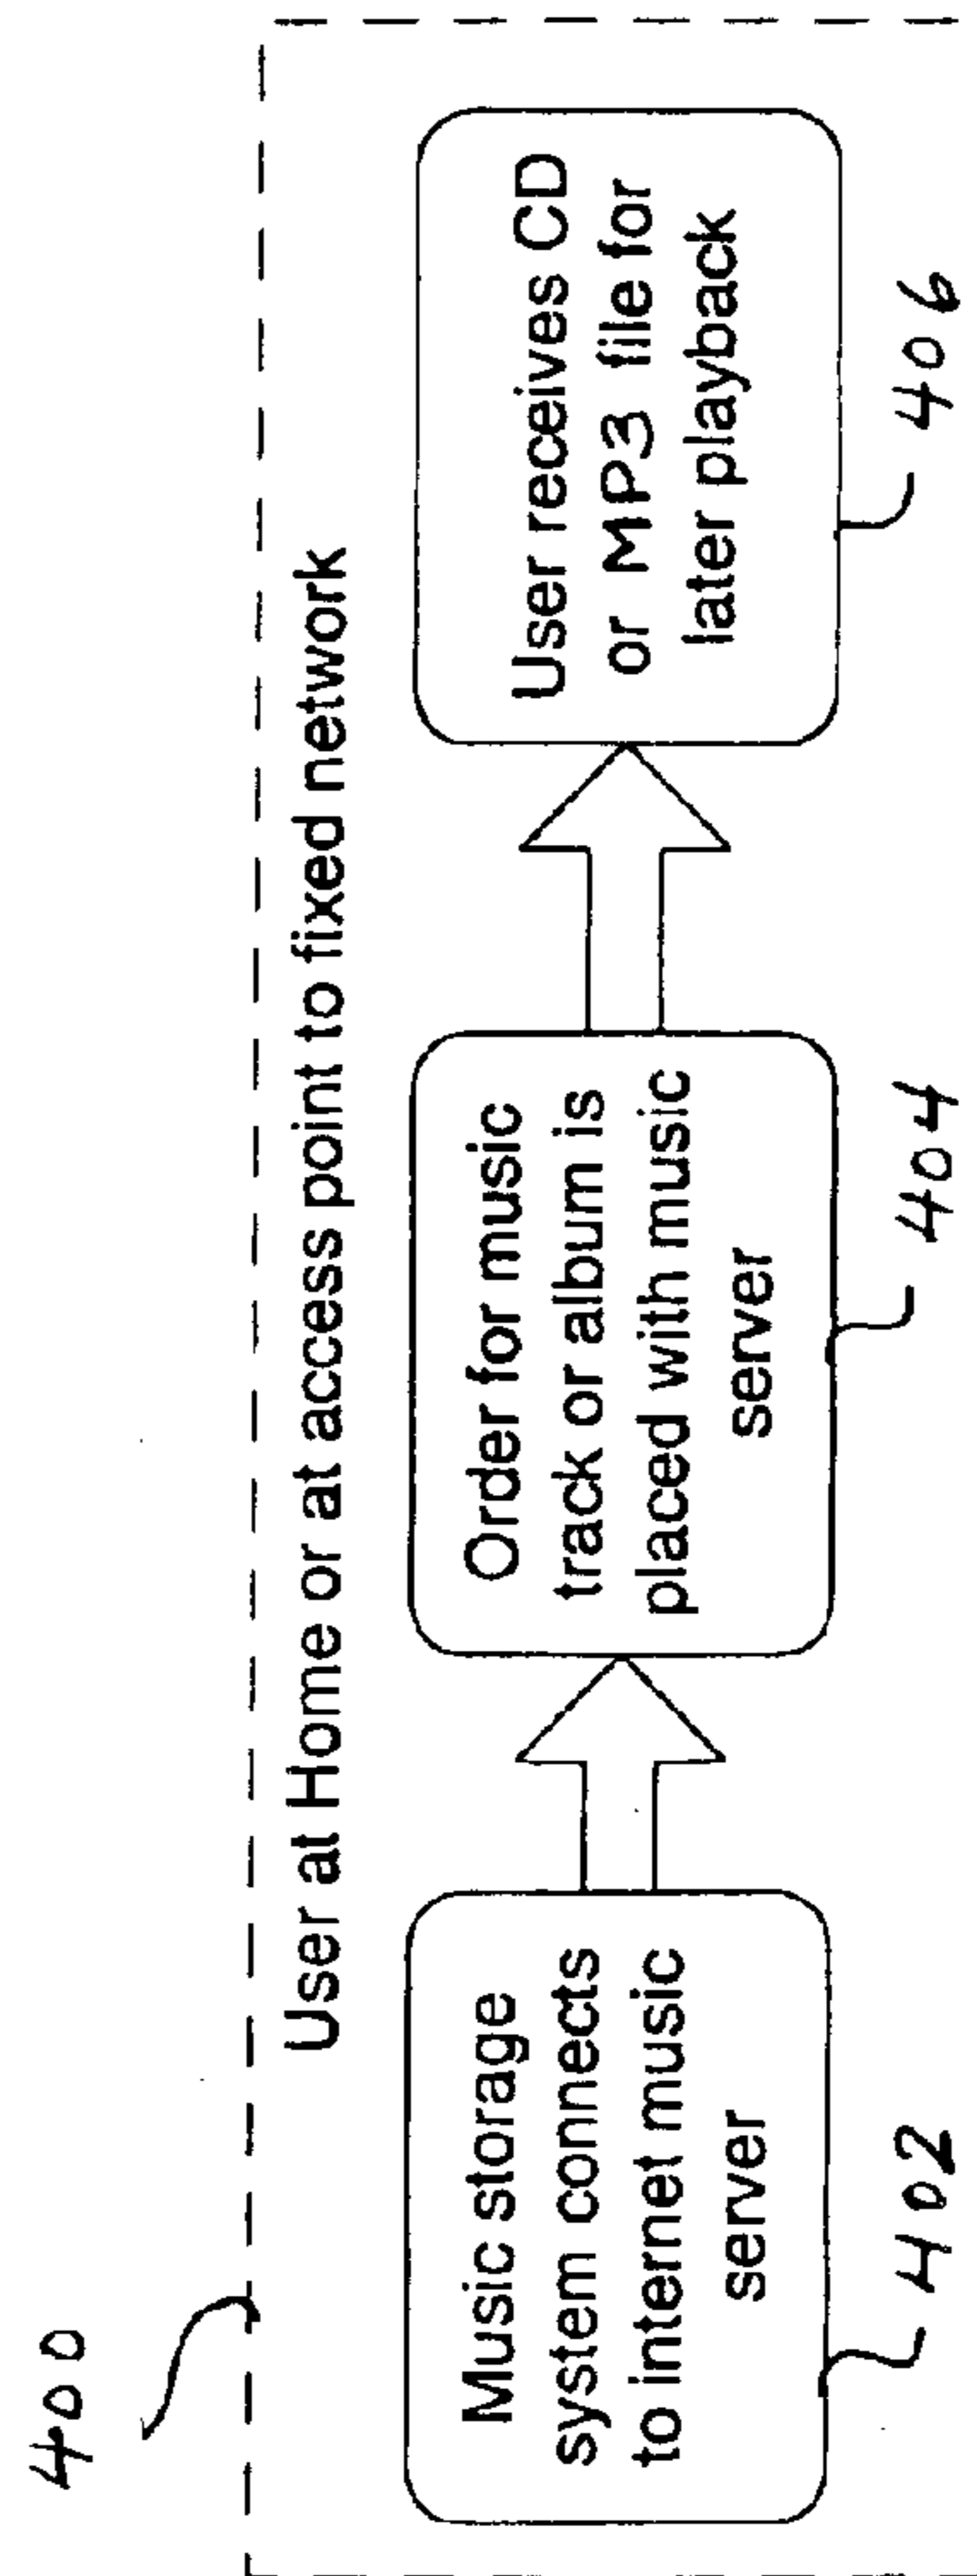 400
User at Home or at access point to fixed network
Music storage
system connects
to internet music
server
402
Order for music
track or album is
placed with music
server
404
User receives CD
or MP3 file for
later playback
406